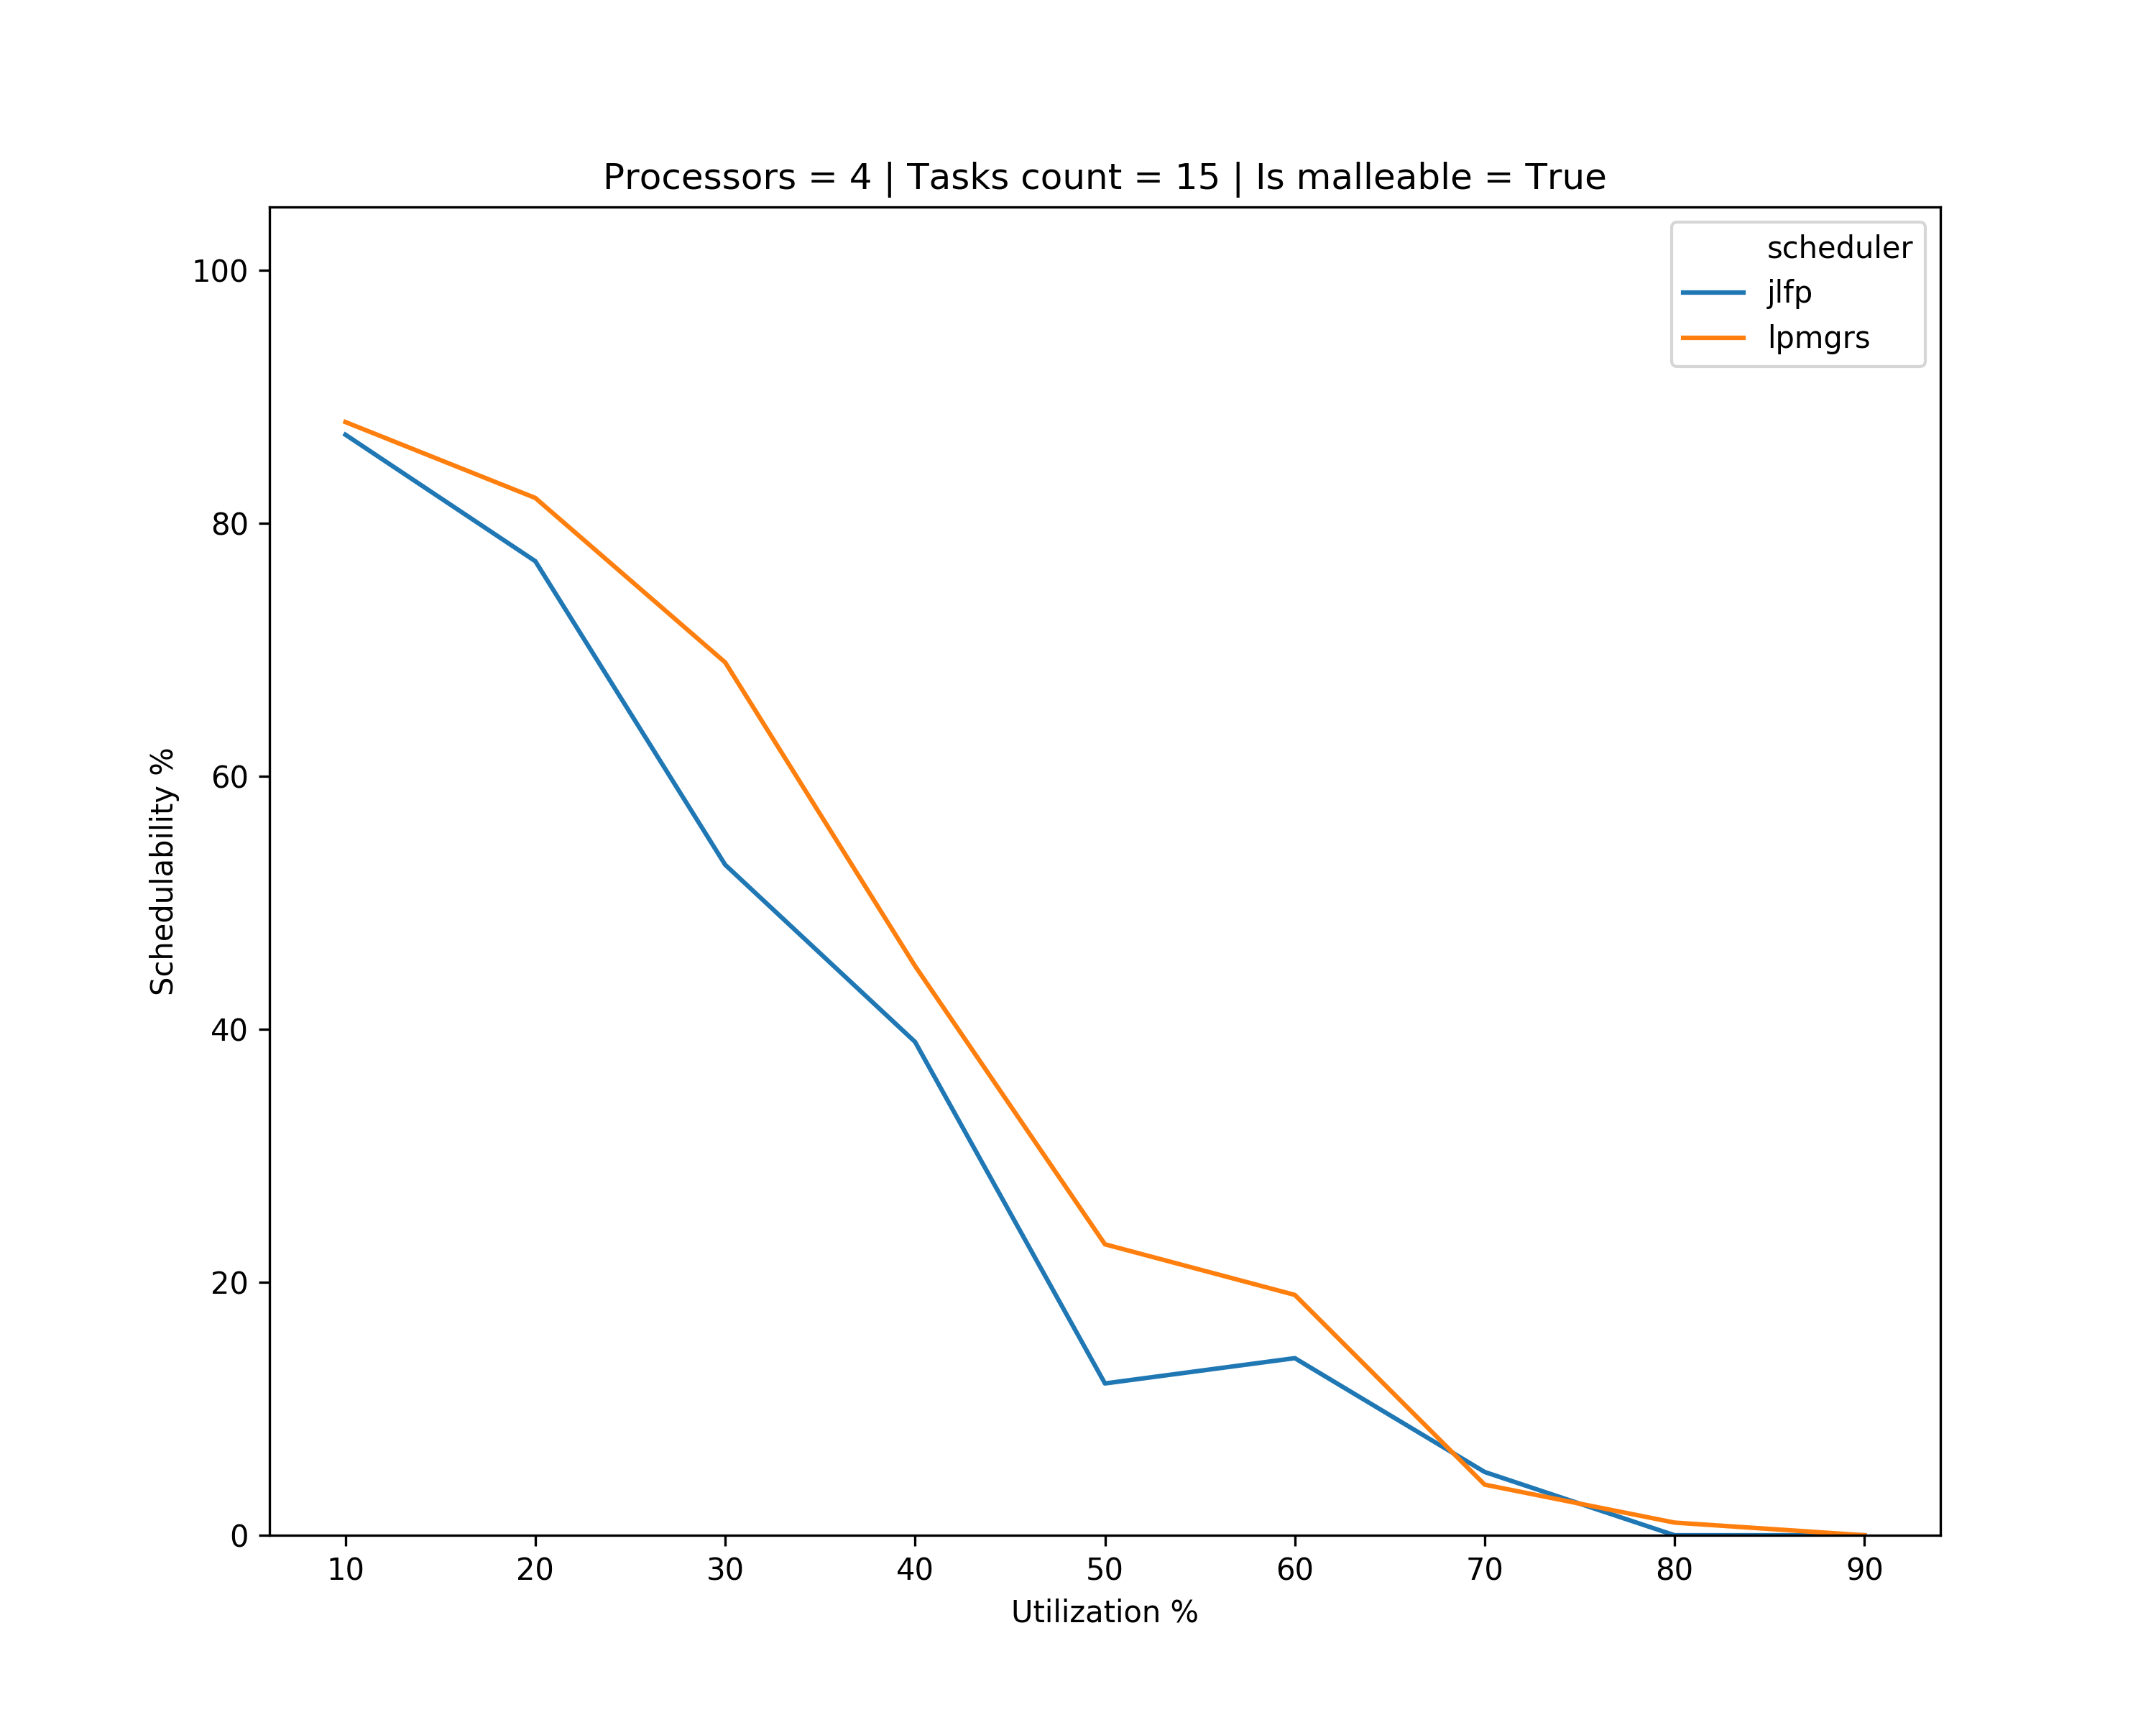 Processors = 4 | Tasks count = 15 | Is malleable = True
scheduler
jlfp
lpmgrs
100
80
60
40
20
0
Schedulability %
10 20 30 40 50 60 70 80 90
Utilization %